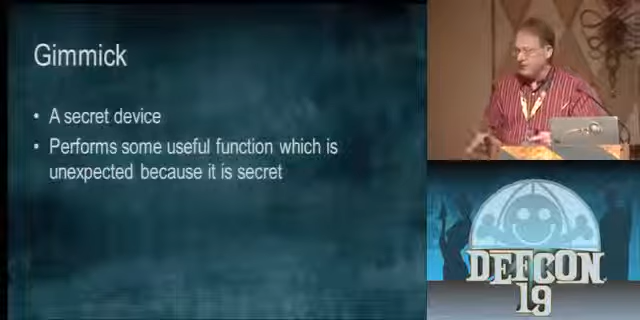 Gimmick
• A secret device
• Performs some useful function which is
unexpected because it is secret
DEFCON
19